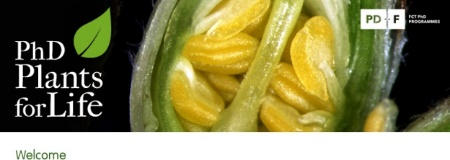 PhD
Plants
for Life
PD F FCT PhD
PROGRAMMES
Welcome